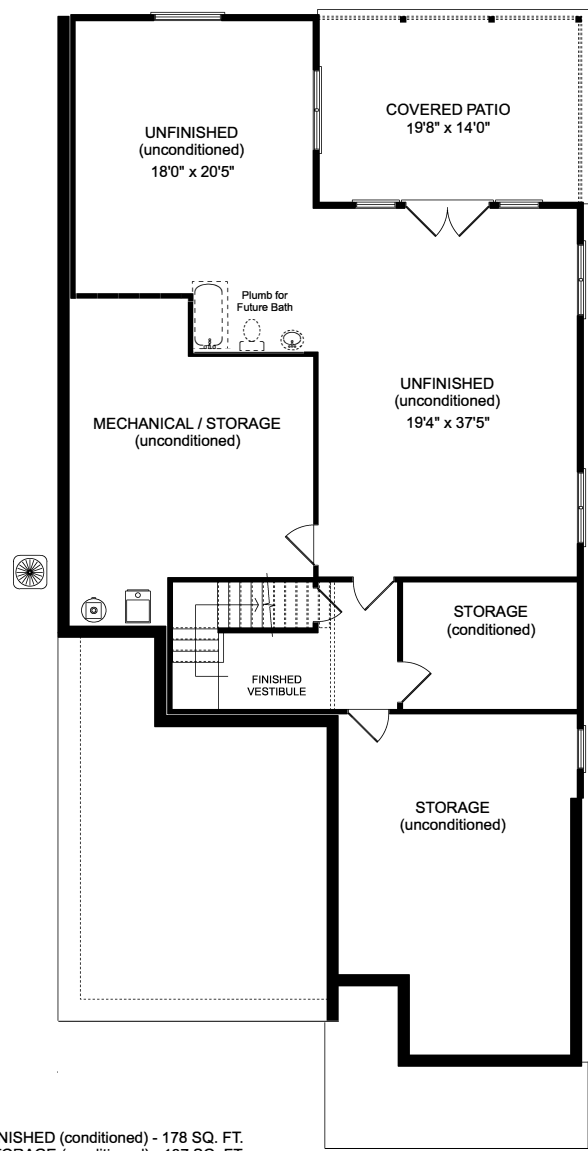 COVERED PATIO
19'8" x 14'0"
UNFINISHED
(unconditioned)
18'0" x 20'5"
Plumb for
Future Bath
UNFINISHED
(unconditioned)
19'4" x 37'5"
MECHANICAL / STORAGE
(unconditioned)
STORAGE
(conditioned)
FINISHED
VESTIBULE
STORAGE
(unconditioned)
(conditioned) - 178 SQ. FT.